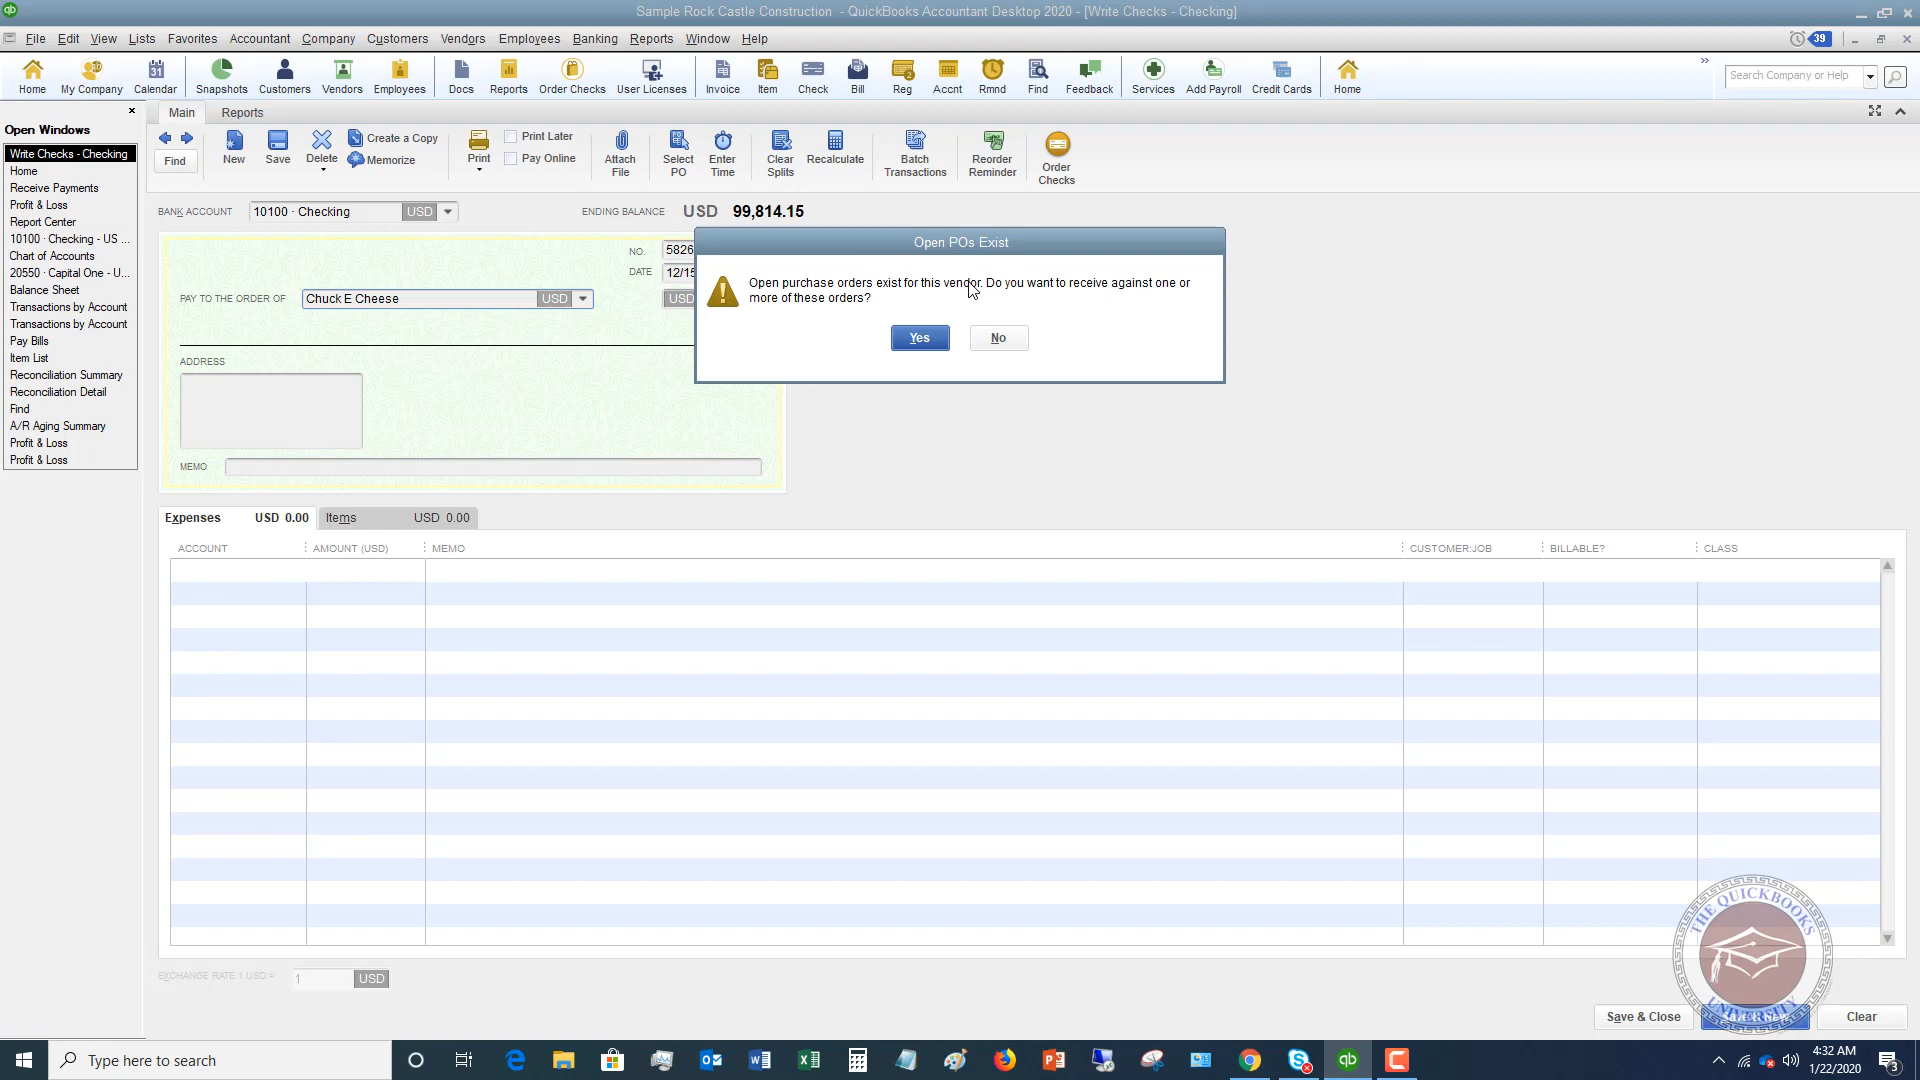 Sample Rock Castle Construction - QuickBooks Accountant Desktop 2020 - [Write Checks - Checking]
File Edit View Lists Favorites Accountant Company Customers Vendors Employees Banking Reports Window Help
39
Home My Company Calendar Snapshots Customers Vendors Employees Docs Reports Order Checks User Licenses Invoice Item Check Bill Reg Accnt Rmnd Find Feedback Services Add Payroll Credit Cards Home
Search Company or Help
Open Windows
Write Checks - Checking
Home
Receive Payments
Profit & Loss
Report Center
10100 · Checking - US ...
Chart of Accounts
20550 · Capital One - U...
Balance Sheet
Transactions by Account
Transactions by Account
Pay Bills
Item List
Reconciliation Summary
Reconciliation Detail
Find
A/R Aging Summary
Profit & Loss
Profit & Loss
Main Reports
Find
New
Save
Delete
Create a Copy
Memorize
Print
Print Later
Pay Online
Attach File
Select PO
Enter Time
Clear Splits
Recalculate
Batch Transactions
Reorder Reminder
Order Checks
BANK ACCOUNT 10100 · Checking USD ENDING BALANCE USD 99,814.15
NO. 5826
DATE 12/15
PAY TO THE ORDER OF Chuck E Cheese USD USD
ADDRESS
MEMO
Open POs Exist
Open purchase orders exist for this vendor. Do you want to receive against one or
more of these orders?
Yes No
Expenses USD 0.00 Items USD 0.00
ACCOUNT AMOUNT (USD) MEMO CUSTOMER:JOB BILLABLE? CLASS
EXCHANGE RATE 1 USD = 1 USD
Save & Close Clear
THE QUICKBOOKS
UNIVERSITY
Type here to search
4:32 AM
1/22/2020
3